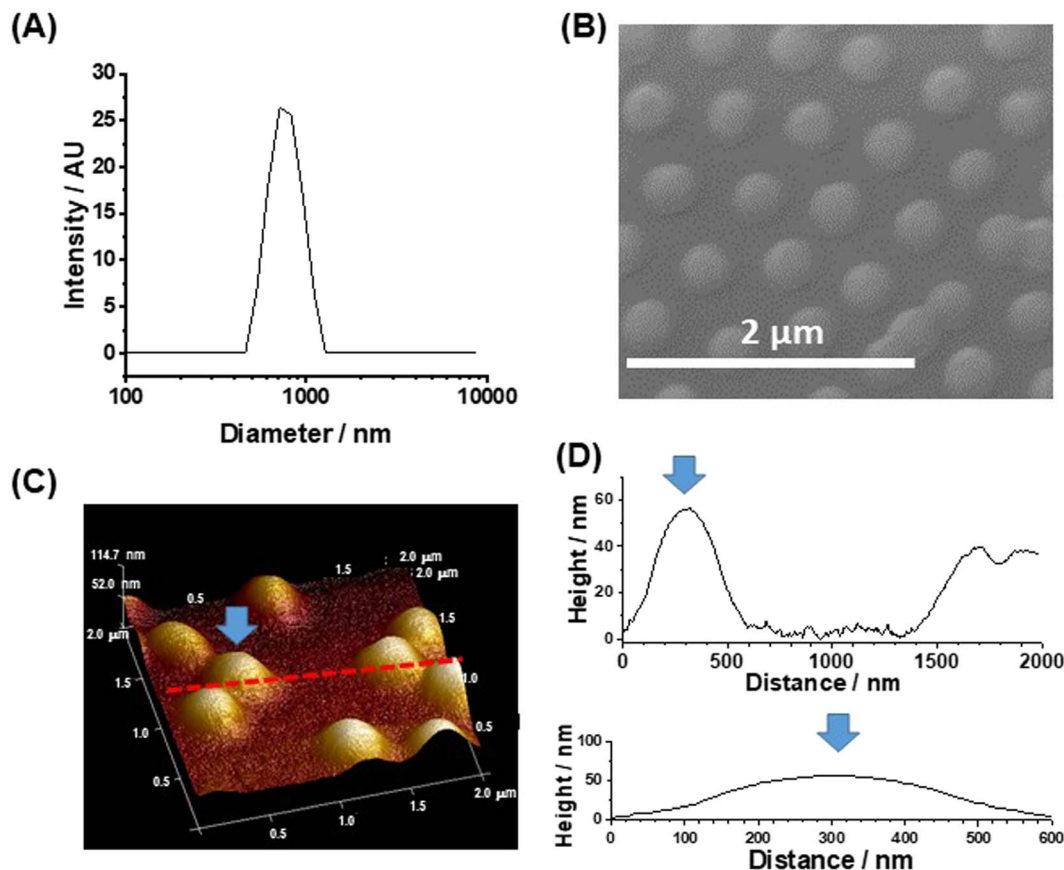 (A)
30
25
20
15
10
5
0
Intensity / AU
100 1000 10000
Diameter / nm
(B)
2 μm
(C)
114.7 nm
52.0 nm
2.0 μm
1.5
1.0
0.5
0.5
1.5
2.0 μm
2.0 μm
1.5
1.0
0.5
0.5
1.0
1.5
2.0 μm
(D)
60
40
20
0
Height / nm
0 500 1000 1500 2000
Distance / nm
100
50
0
Height / nm
0 100 200 300 400 500 600
Distance / nm